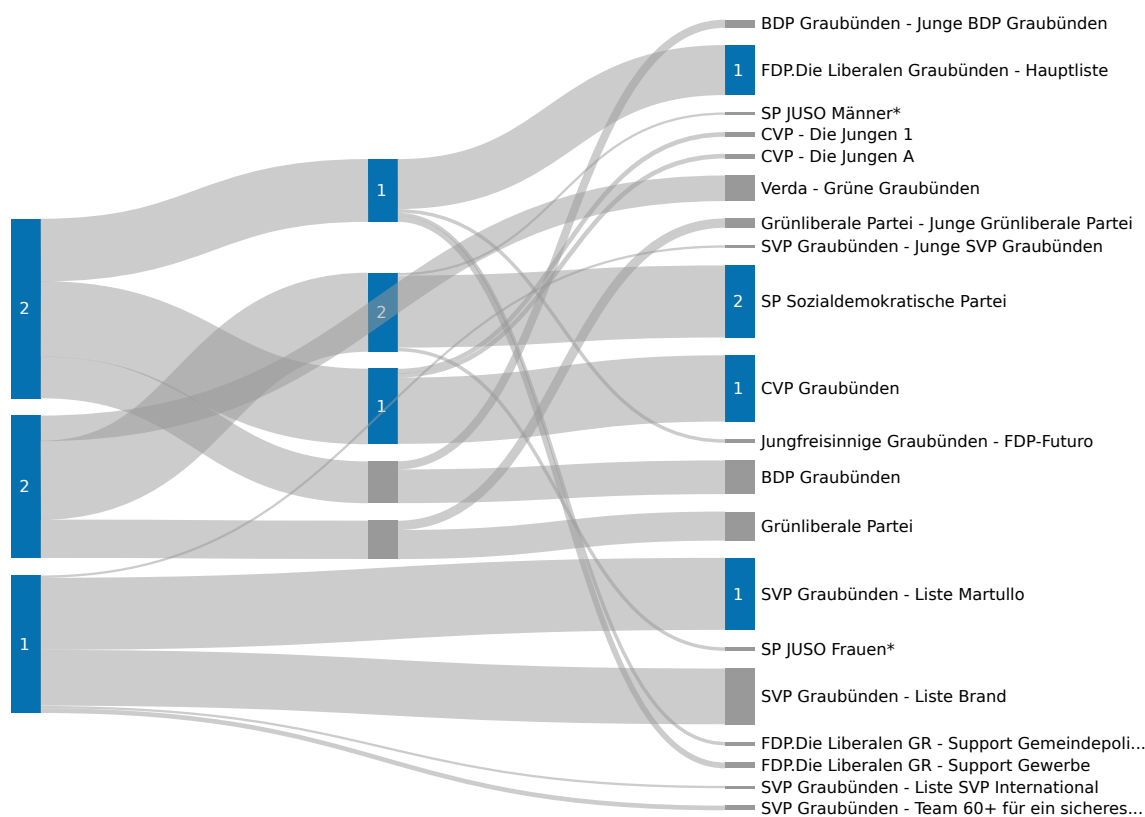 BDP Graubünden - Junge BDP Graubünden
1 FDP.Die Liberalen Graubünden - Hauptliste
SP JUSO Männer*
CVP - Die Jungen 1
CVP - Die Jungen A
Verda - Grüne Graubünden
1
Grünliberale Partei - Junge Grünliberale Partei
SVP Graubünden - Junge SVP Graubünden
2 SP Sozialdemokratische Partei
2
2
1 CVP Graubünden
1
Jungfreisinnige Graubünden - FDP-Futuro
BDP Graubünden
2
Grünliberale Partei
1 SVP Graubünden - Liste Martullo
1
SP JUSO Frauen*
SVP Graubünden - Liste Brand
FDP.Die Liberalen GR - Support Gemeindepoli...
FDP.Die Liberalen GR - Support Gewerbe
SVP Graubünden - Liste SVP International
SVP Graubünden - Team 60+ für ein sicheres...